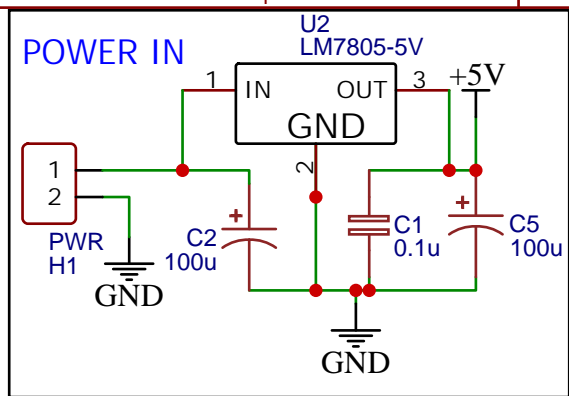 POWER IN
U2
LM7805-5V
1
IN
OUT
3
+5V
GND
2
1
2
PWR
H1
GND
C2
100u
C1
0.1u
C5
100u
+
+
GND